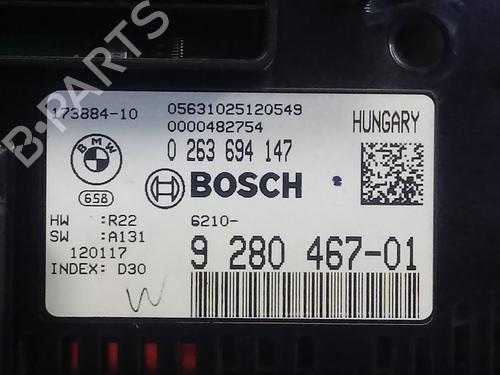 B-PARTS
173884-10
05631025120549
0000482754
HUNGARY
BMW
0 263 694 147
658
BOSCH
HW :R22
SW :A131
120117
INDEX: D30
6210-
9 280 467-01
W